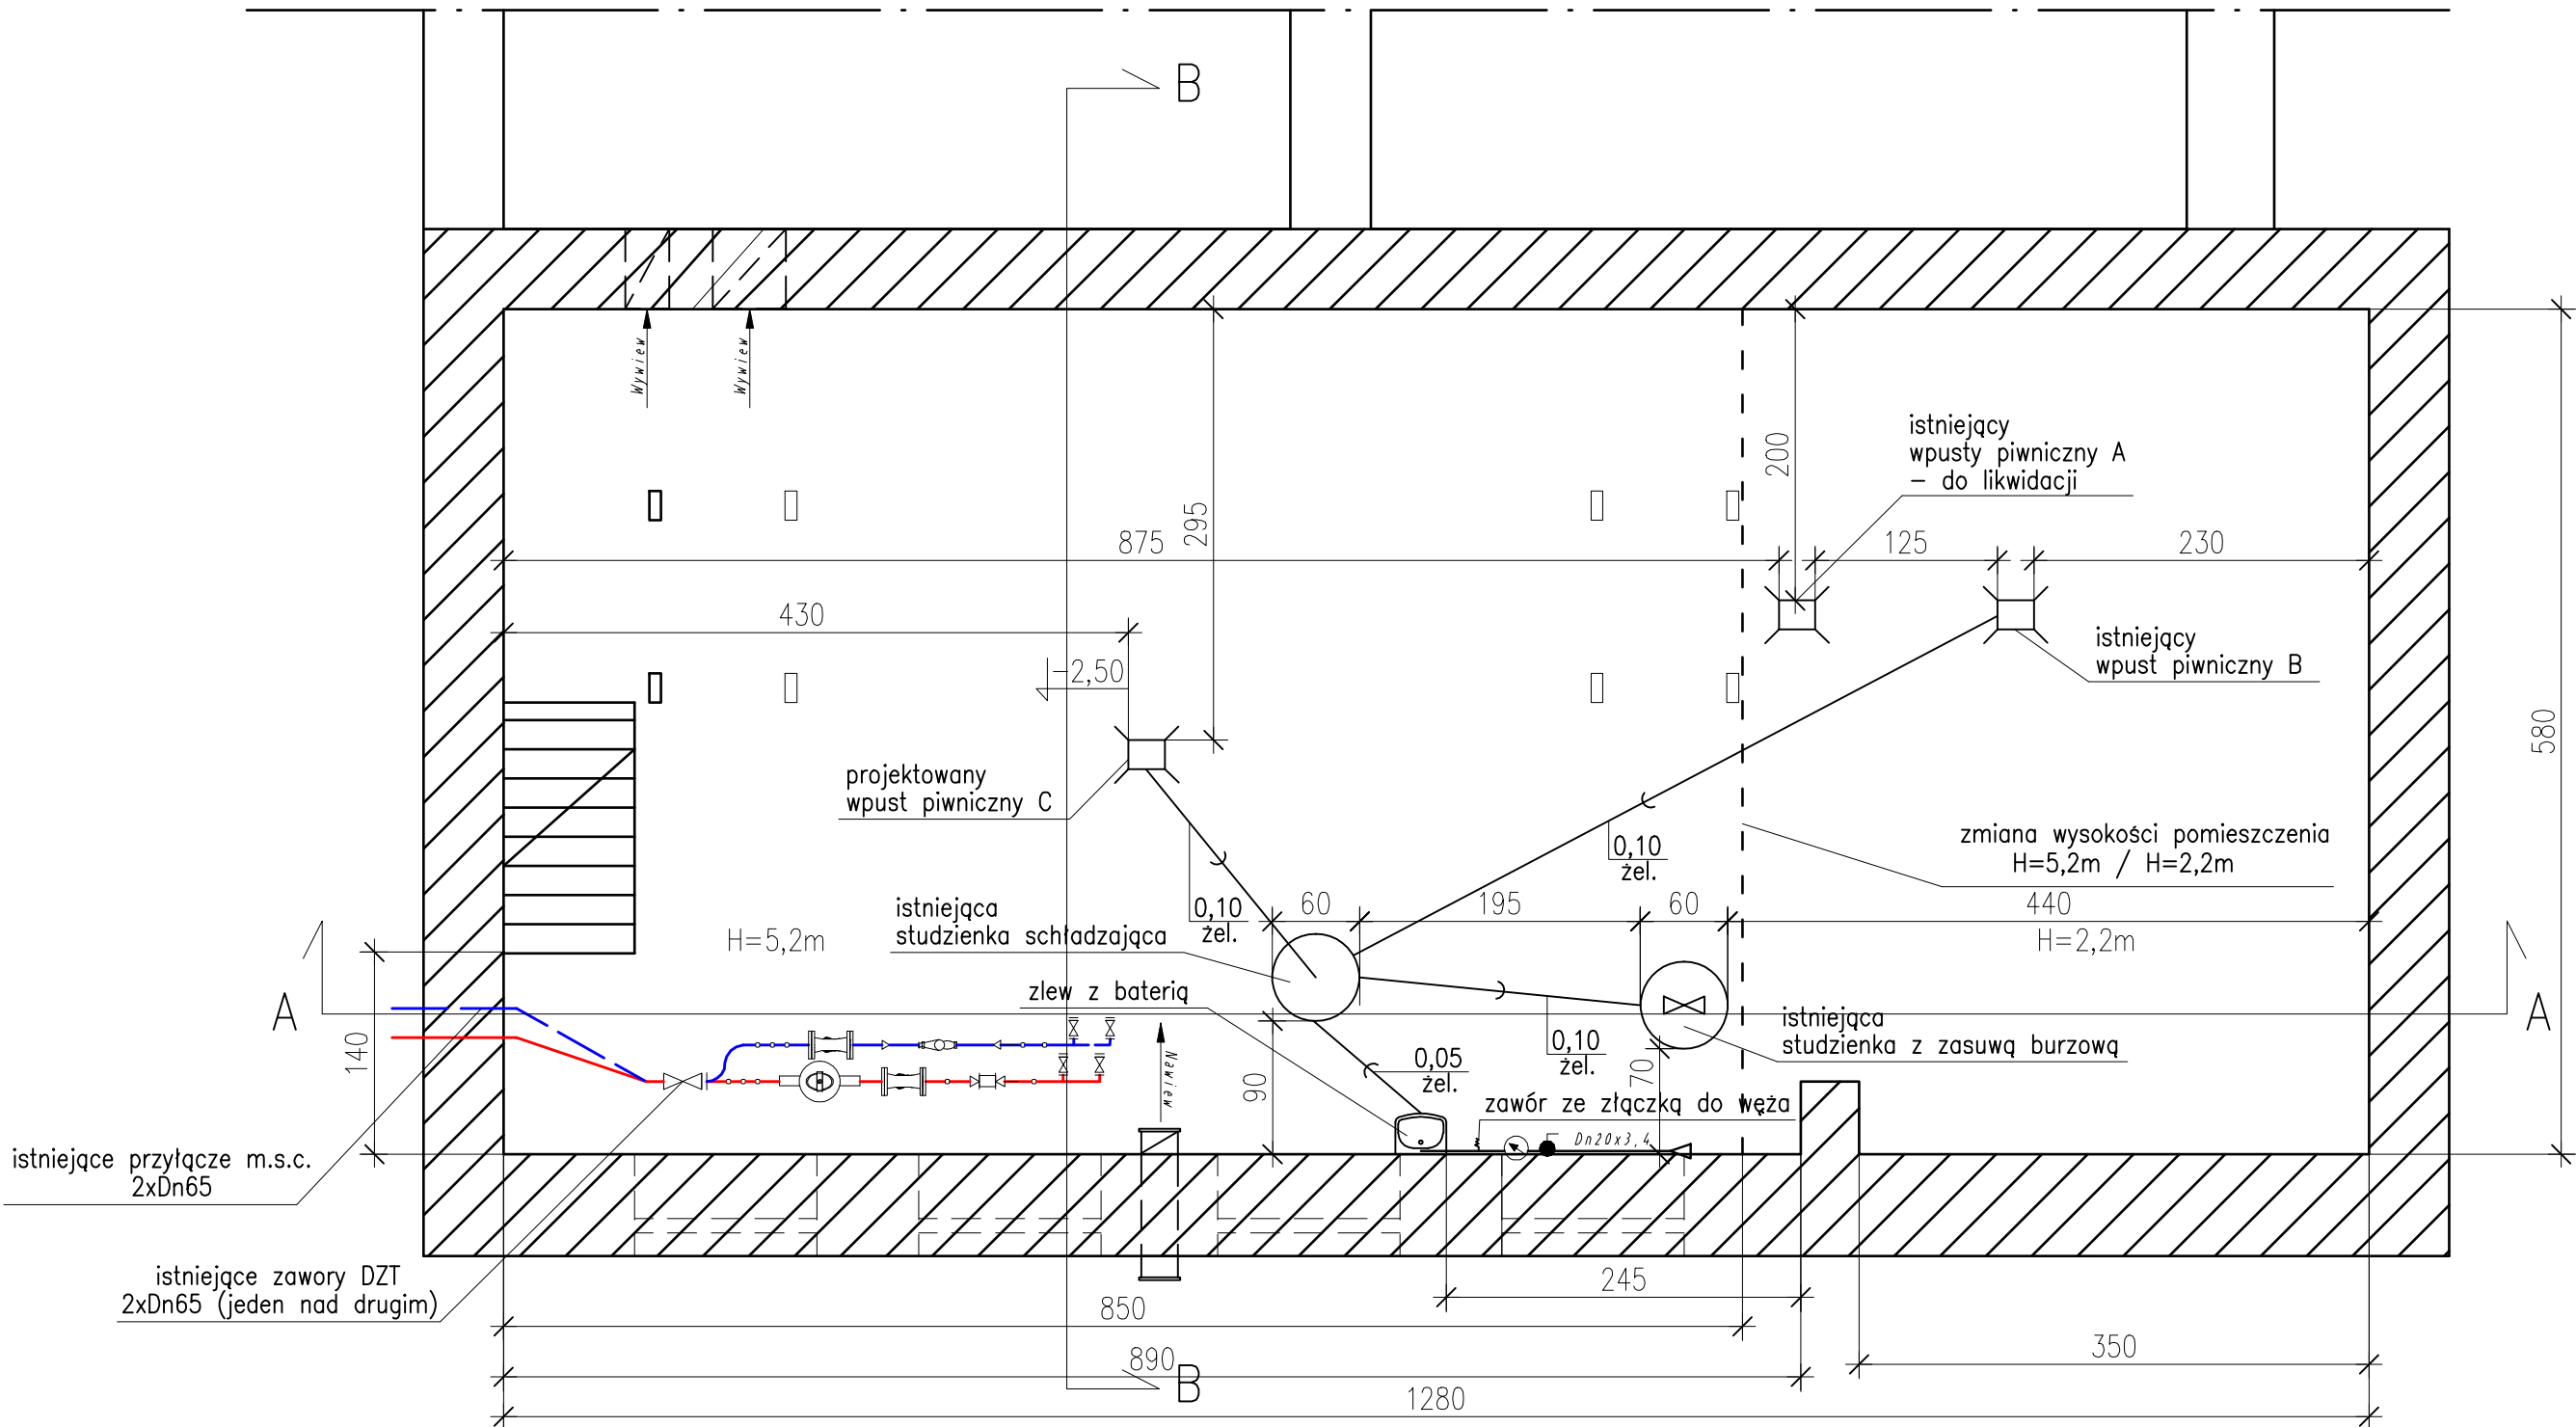 B
Wywiew
Wywiew
295
200
istniejący
wpusty piwniczny A
– do likwidacji
875
125
230
430
-2,50
istniejący
wpust piwniczny B
580
projektowany
wpust piwniczny C
0,10
żel.
zmiana wysokości pomieszczenia
H=5,2m / H=2,2m
istniejąca
studzienka schładzająca
0,10
żel.
60
195
60
440
H=5,2m
H=2,2m
zlew z baterią
A
A
140
istniejąca
studzienka z zasuwą burzową
0,10
żel.
0,05
żel.
70
90
Nawiew
zawór ze złączką do węża
Dn20x3,4
istniejące przyłącze m.s.c.
2xDn65
istniejące zawory DZT
2xDn65 (jeden nad drugim)
245
850
350
890
B
1280